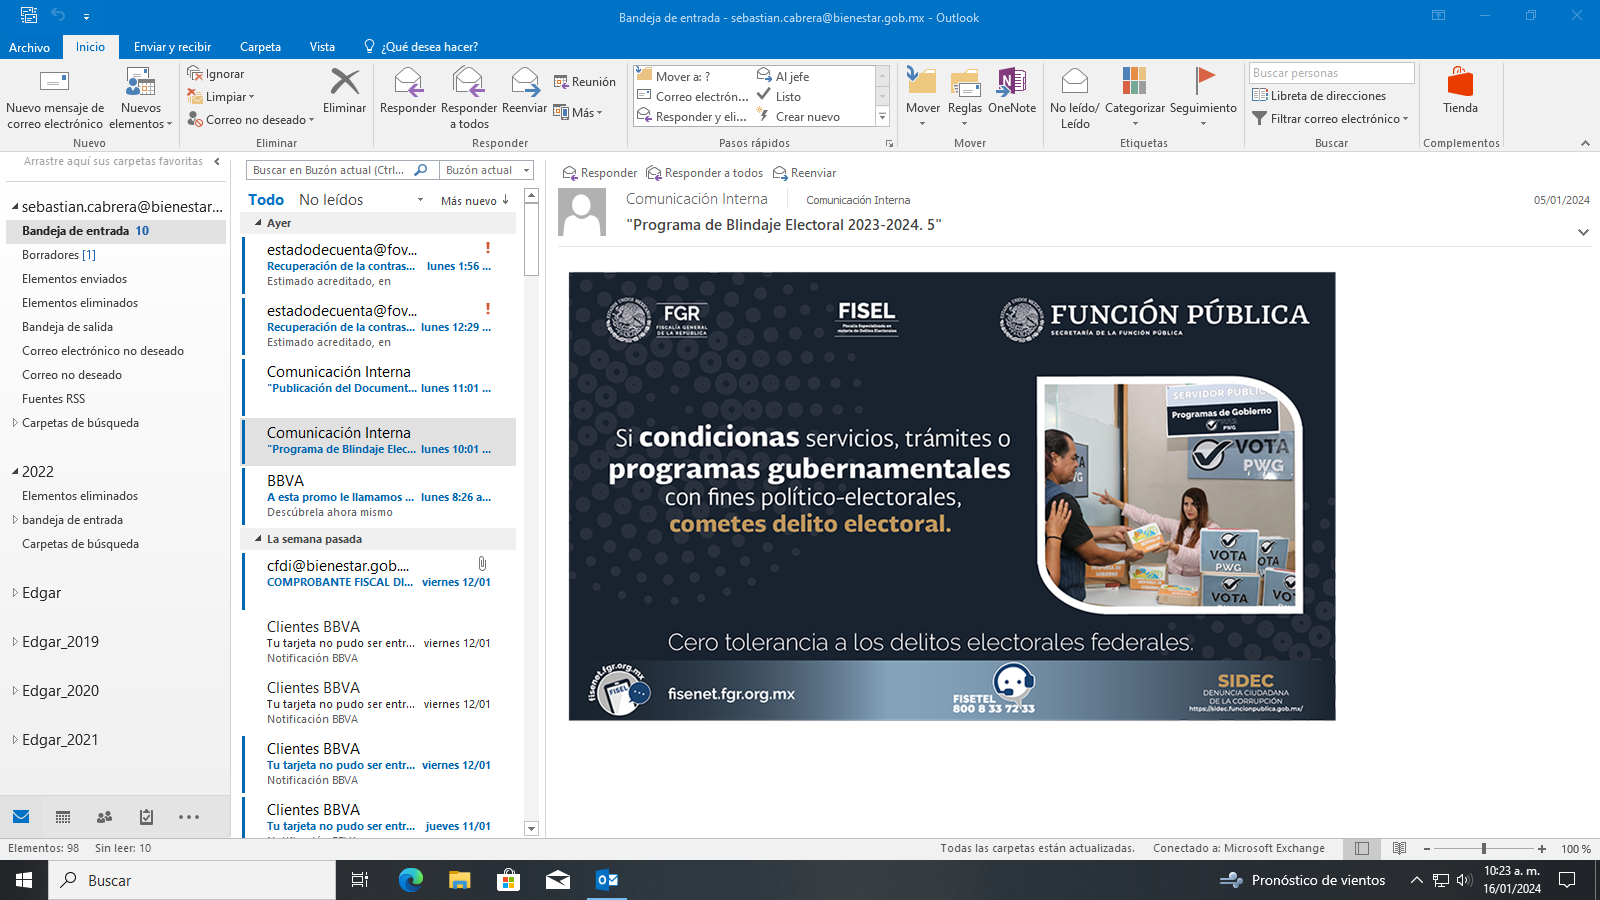 Bandeja de entrada - sebastian.cabrera@bienestar.gob.mx - Outlook
Archivo
Inicio
Enviar y recibir
Carpeta
Vista
¿Qué desea hacer?
Nuevo mensaje de
correo electrónico
Nuevos
elementos
Nuevo
Ignorar
Limpiar
Correo no deseado
Eliminar
Eliminar
Responder
Responder
a todos
Reenviar
Reunión
Más
Responder
Mover a: ?
Correo electrón...
Responder y eli...
Al jefe
Listo
Crear nuevo
Pasos rápidos
Mover
Reglas
OneNote
Mover
No leído/
Leído
Categorizar
Seguimiento
Etiquetas
Buscar personas
Libreta de direcciones
Filtrar correo electrónico
Buscar
Tienda
Complementos
Arrastre aquí sus carpetas favoritas
sebastian.cabrera@bienestar...
Bandeja de entrada 10
Borradores [1]
Elementos enviados
Elementos eliminados
Bandeja de salida
Correo electrónico no deseado
Correo no deseado
Fuentes RSS
Carpetas de búsqueda
2022
Elementos eliminados
bandeja de entrada
Carpetas de búsqueda
Edgar
Edgar_2019
Edgar_2020
Edgar_2021
Buscar en Buzón actual (Ctrl...
Buzón actual
Todo No leídos
Más nuevo
Ayer
estadodecuenta@fov...
Recuperación de la contras... lunes 1:56 ...
Estimado acreditado, en
estadodecuenta@fov...
Recuperación de la contras... lunes 12:29 ...
Estimado acreditado, en
Comunicación Interna
"Publicación del Document... lunes 11:01 ...
Comunicación Interna
"Programa de Blindaje Elec... lunes 10:01 ...
BBVA
A esta promo le llamamos ... lunes 8:26 a...
Descúbrela ahora mismo
La semana pasada
cfdi@bienestar.gob....
COMPROBANTE FISCAL DI... viernes 12/01
Clientes BBVA
Tu tarjeta no pudo ser entr... viernes 12/01
Notificación BBVA
Clientes BBVA
Tu tarjeta no pudo ser entr... viernes 12/01
Notificación BBVA
Clientes BBVA
Tu tarjeta no pudo ser entr... viernes 12/01
Notificación BBVA
Clientes BBVA
Tu tarjeta no pudo ser entr... jueves 11/01
Responder
Responder a todos
Reenviar
Comunicación Interna
Comunicación Interna
05/01/2024
"Programa de Blindaje Electoral 2023-2024. 5"
FGR
FISCALÍA GENERAL
DE LA REPÚBLICA
FISEL
Fiscalía Especializada en
materia de Delitos Electorales
FUNCIÓN PÚBLICA
SECRETARÍA DE LA FUNCIÓN PÚBLICA
Si condicionas servicios, trámites o
programas gubernamentales
con fines político-electorales,
cometes delito electoral.
SERVIDOR PÚBLIC
Programas de Gobierno
VOTA
PWG
VOTA
PWG
VOTA
PWG
VOTA
VOTA
VOTA
Cero tolerancia a los delitos electorales federales.
fisenet.fgr.org.mx
FISEL
fisenet.fgr.org.mx
FISETEL
800 8 33 72 33
SIDEC
DENUNCIA CIUDADANA
DE LA CORRUPCIÓN
https://sidec.funcionpublica.gob.mx/
Elementos: 98
Sin leer: 10
Todas las carpetas están actualizadas.
Conectado a: Microsoft Exchange
100 %
Buscar
Pronóstico de vientos
10:23 a. m.
16/01/2024